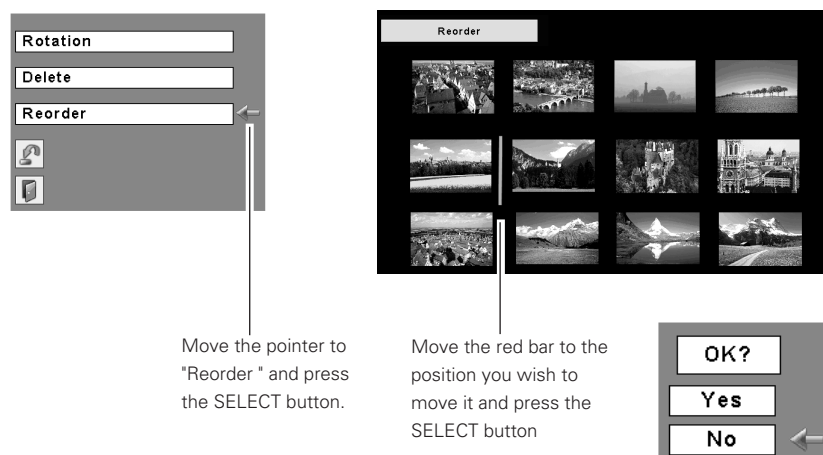 Rotation
Delete
Reorder
Reorder
Move the pointer to
"Reorder " and press
the SELECT button.
Move the red bar to the
position you wish to
move it and press the
SELECT button
OK?
Yes
No